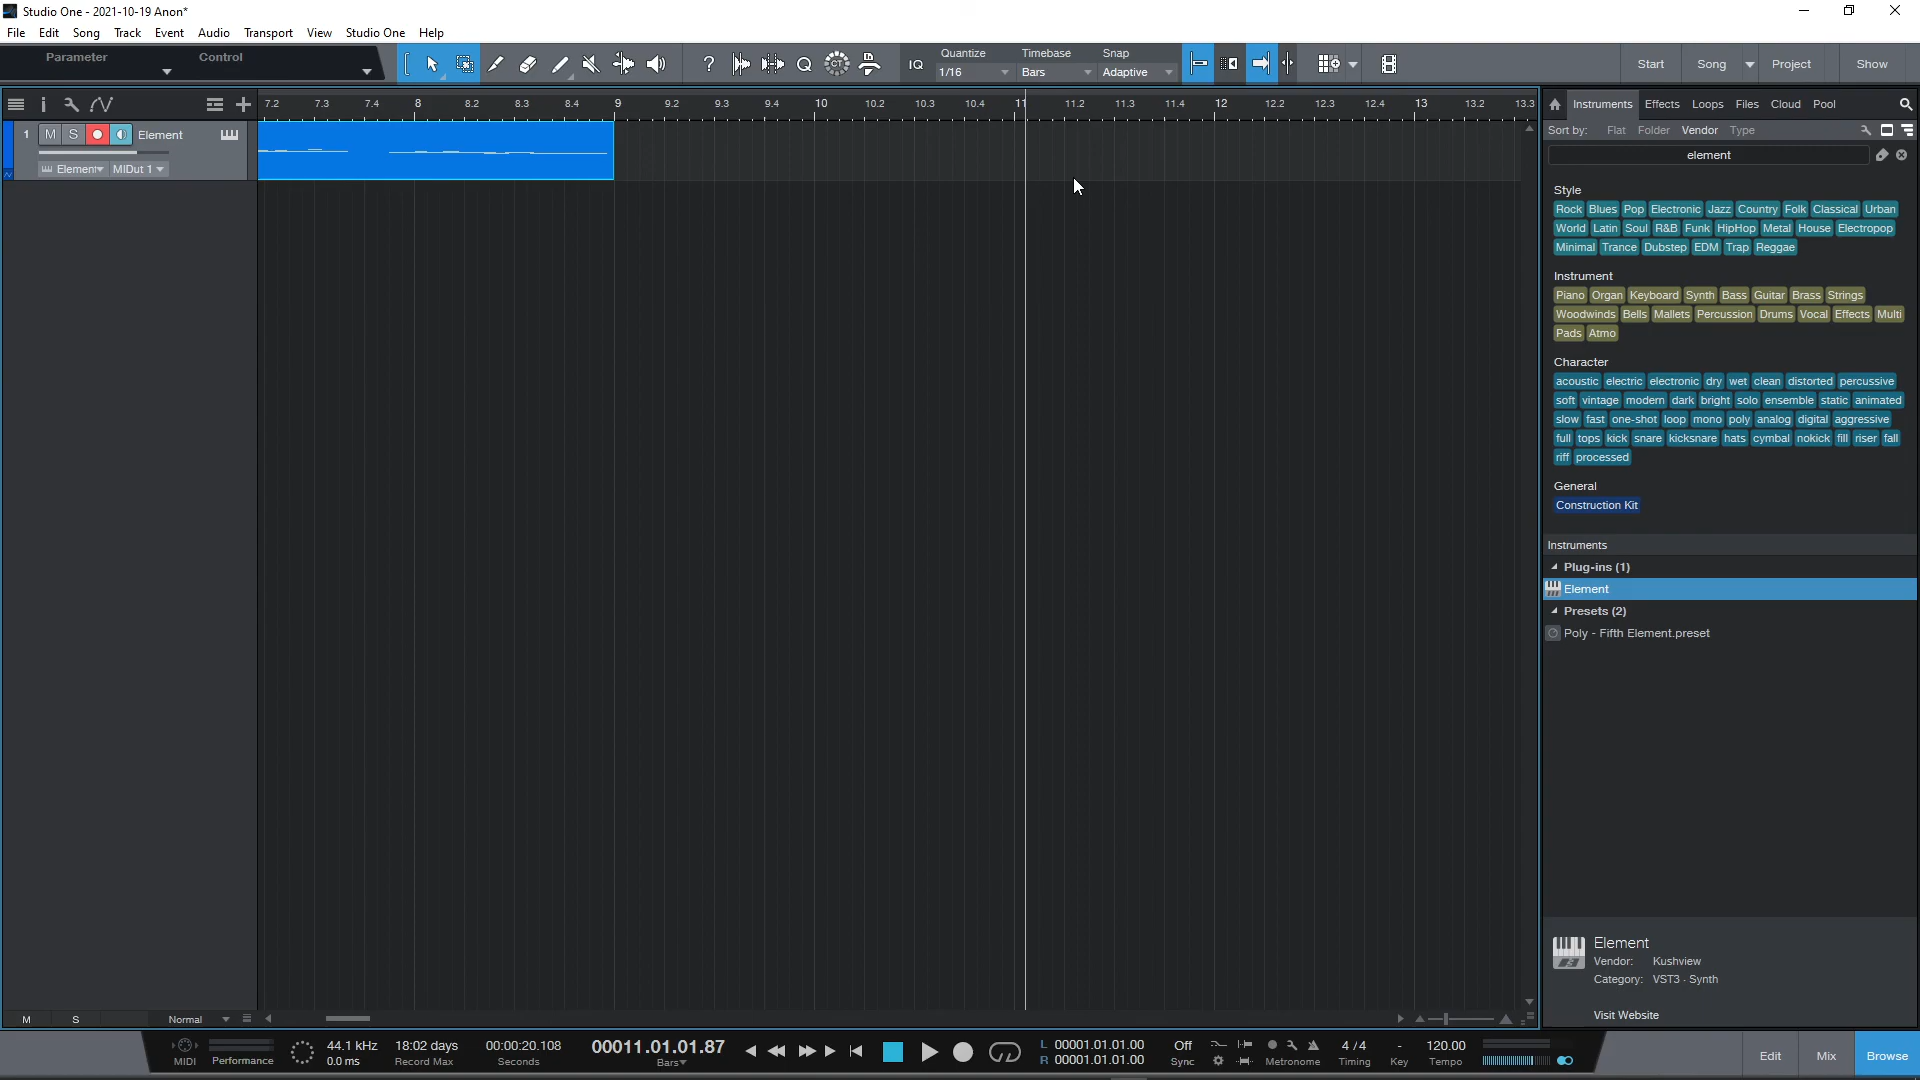 Studio One - 2021-10-19 Anon*
File Edit Song Track Event Audio Transport View Studio One Help
Parameter Control
? Q IQ
Quantize Timebase Snap
1/16 Bars Adaptive
Start Song Project Show
7.2 7.3 7.4 8 8.2 8.3 8.4 9 9.2 9.3 9.4 10 10.2 10.3 10.4 11 11.2 11.3 11.4 12 12.2 12.3 12.4 13 13.2 13.3
1 M S Element
Element MIDut 1
Instruments Effects Loops Files Cloud Pool
Sort by: Flat Folder Vendor Type
element
Style
Rock Blues Pop Electronic Jazz Country Folk Classical Urban
World Latin Soul R&B Funk HipHop Metal House Electropop
Minimal Trance Dubstep EDM Trap Reggae
Instrument
Piano Organ Keyboard Synth Bass Guitar Brass Strings
Woodwinds Bells Mallets Percussion Drums Vocal Effects Multi
Pads Atmo
Character
acoustic electric electronic dry wet clean distorted percussive
soft vintage modern dark bright solo ensemble static animated
slow fast one-shot loop mono poly analog digital aggressive
full tops kick snare kicksnare hats cymbal nokick fill riser fall
riff processed
General
Construction Kit
Instruments
Plug-ins (1)
Element
Presets (2)
Poly - Fifth Element.preset
Element
Vendor: Kushview
Category: VST3 - Synth
Visit Website
M S Normal
MIDI
Performance
44.1 kHz
0.0 ms
18:02 days
Record Max
00:00:20.108
Seconds
00011.01.01.87
Bars
L 00001.01.01.00
R 00001.01.01.00
Off
Sync
Metronome
4 / 4
Timing
-
Key
120.00
Tempo
Edit Mix Browse